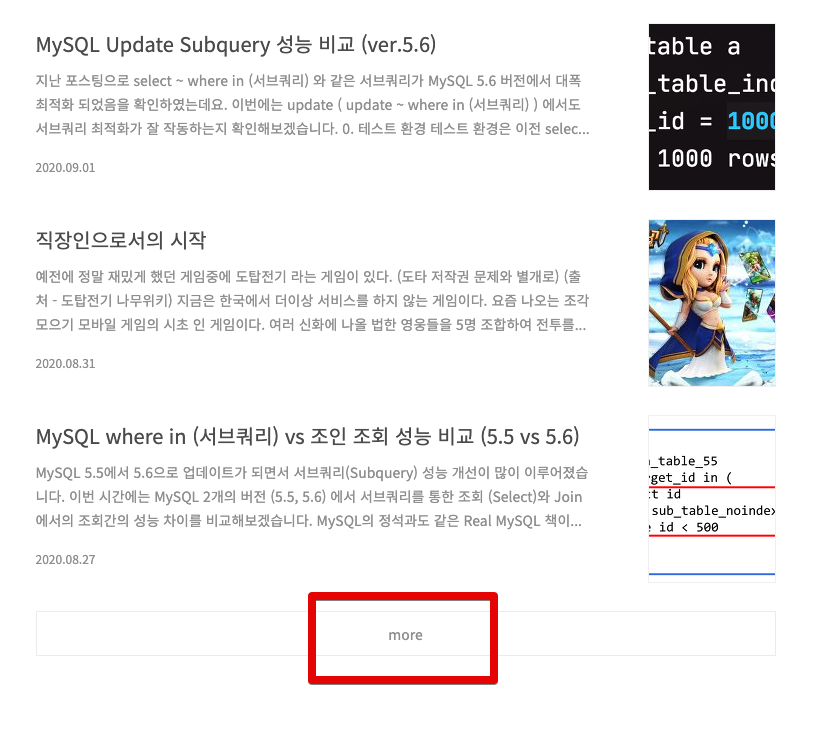 MySQL Update Subquery 성능 비교 (ver.5.6)
지난 포스팅으로 select ~ where in (서브쿼리) 와 같은 서브쿼리가 MySQL 5.6 버전에서 대폭
최적화 되었음을 확인하였는데요. 이번에는 update ( update ~ where in (서브쿼리) ) 에서도
서브쿼리 최적화가 잘 작동하는지 확인해보겠습니다. 0. 테스트 환경 테스트 환경은 이전 selec...
2020.09.01
table a
_table_ind
_id = 1000
1000 rows
직장인으로서의 시작
예전에 정말 재밌게 했던 게임중에 도탑전기 라는 게임이 있다. (도타 저작권 문제와 별개로) (출
처 - 도탑전기 나무위키) 지금은 한국에서 더이상 서비스를 하지 않는 게임이다. 요즘 나오는 조각
모으기 모바일 게임의 시초 인 게임이다. 여러 신화에 나올 법한 영웅들을 5명 조합하여 전투를...
2020.08.31
MySQL where in (서브쿼리) vs 조인 조회 성능 비교 (5.5 vs 5.6)
MySQL 5.5에서 5.6으로 업데이트가 되면서 서브쿼리(Subquery) 성능 개선이 많이 이루어졌습
니다. 이번 시간에는 MySQL 2개의 버전 (5.5, 5.6) 에서 서브쿼리를 통한 조회 (Select)와 Join
에서의 조회간의 성능 차이를 비교해보겠습니다. MySQL의 정석과도 같은 Real MySQL 책이...
2020.08.27
_table_55
rget_id in (
ct id
sub_table_noindex
e id < 500
more